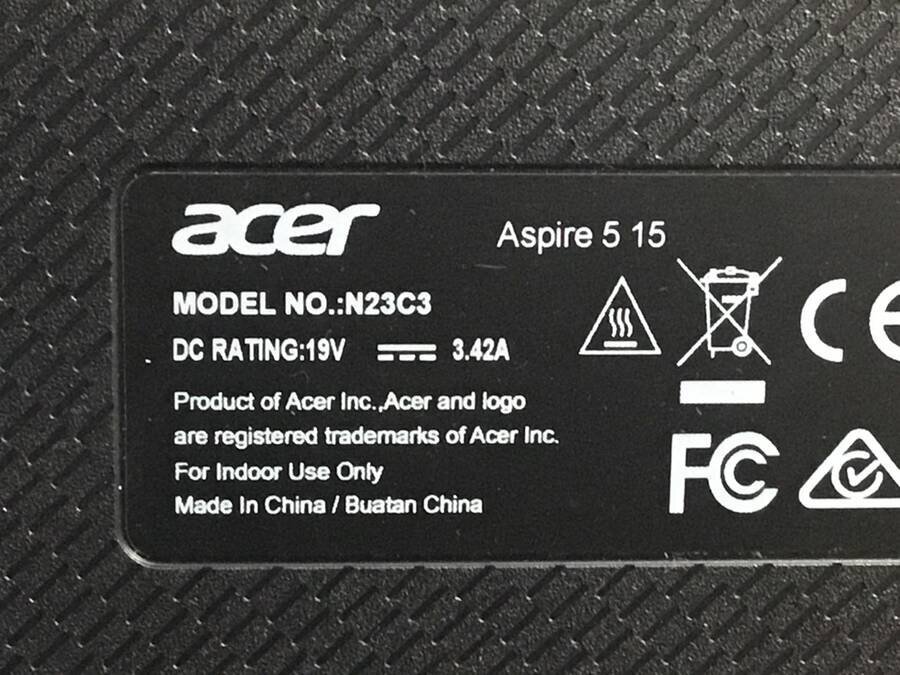 acer
Aspire 5 15
MODEL NO.:N23C3
DC RATING:19V ⎓ 3.42A
Product of Acer Inc.,Acer and logo
are registered trademarks of Acer Inc.
For Indoor Use Only
Made In China / Buatan China
CE
FC